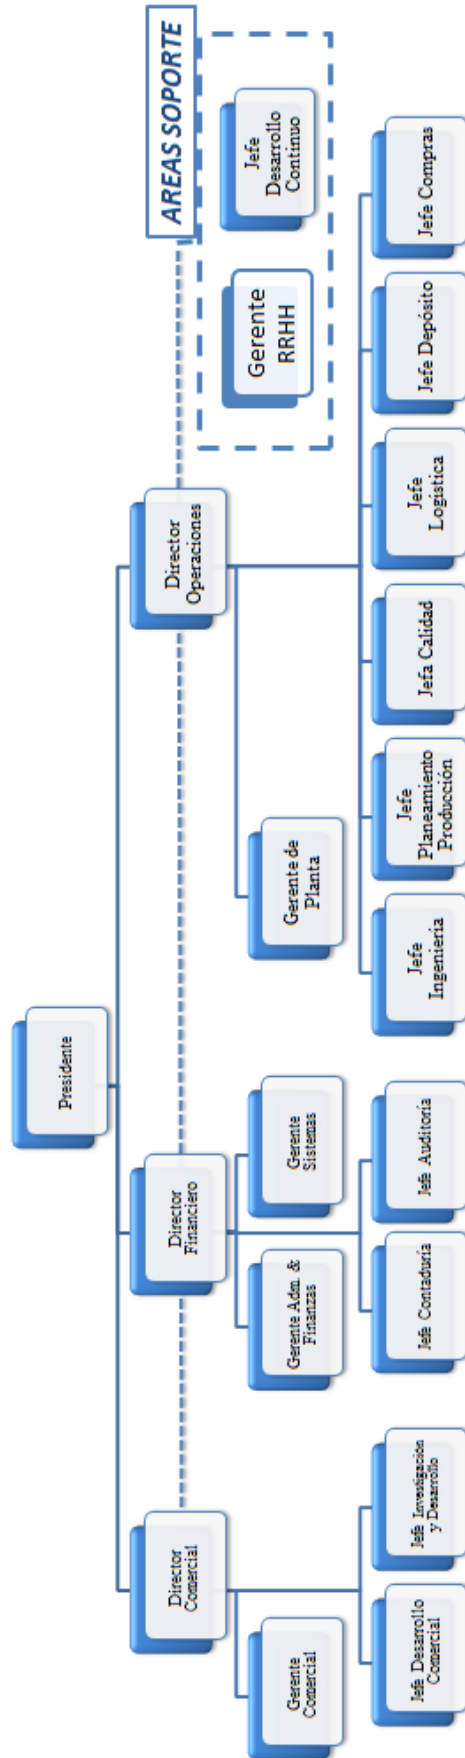 Presidente
AREAS SOPORTE
Director
Comercial
Director
Financiero
Director
Operaciones
Gerente
Comercial
Gerente Adm. &
Finanzas
Gerente
Sistemas
Gerente de
Planta
Gerente
RRHH
Jefe
Desarrollo
Continuo
Jefe Desarrollo
Comercial
Jefe Investigación
y Desarrollo
Jefe Contaduría
Jefe Auditoría
Jefe
Ingeniería
Jefe
Planeamiento
Producción
Jefa Calidad
Jefe
Logística
Jefe Depósito
Jefe Compras